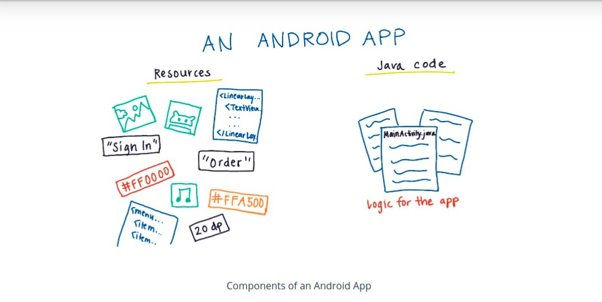 AN ANDROID APP
Resources
Java code
<LinearLay...
<TextView...
...
...
</LinearLay
"Sign In"
"Order"
#FF0000
#FFA500
<menu...
<item...
<item...
20 dp
MainActivity.java
Logic for the app
Components of an Android App